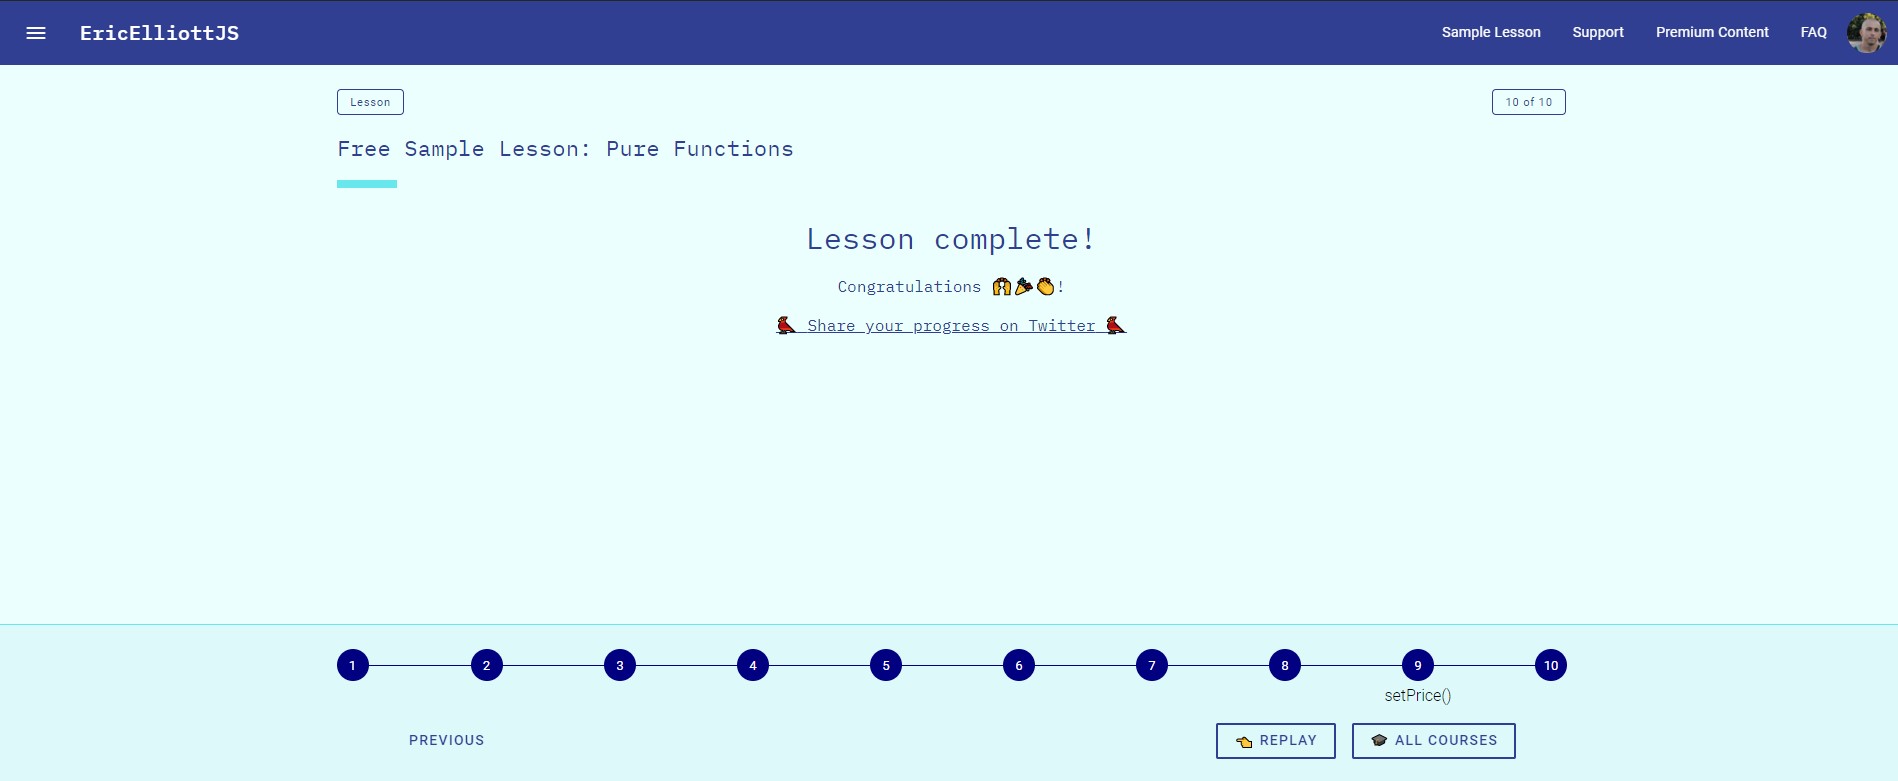 EricElliottJS
Sample Lesson
Support
Premium Content
FAQ
Lesson
10 of 10
Free Sample Lesson: Pure Functions
Lesson complete!
Congratulations 🙌🎉👏!
🐦 Share your progress on Twitter 🐦
1 2 3 4 5 6 7 8 9 10
setPrice()
PREVIOUS
👈 REPLAY
🎓 ALL COURSES